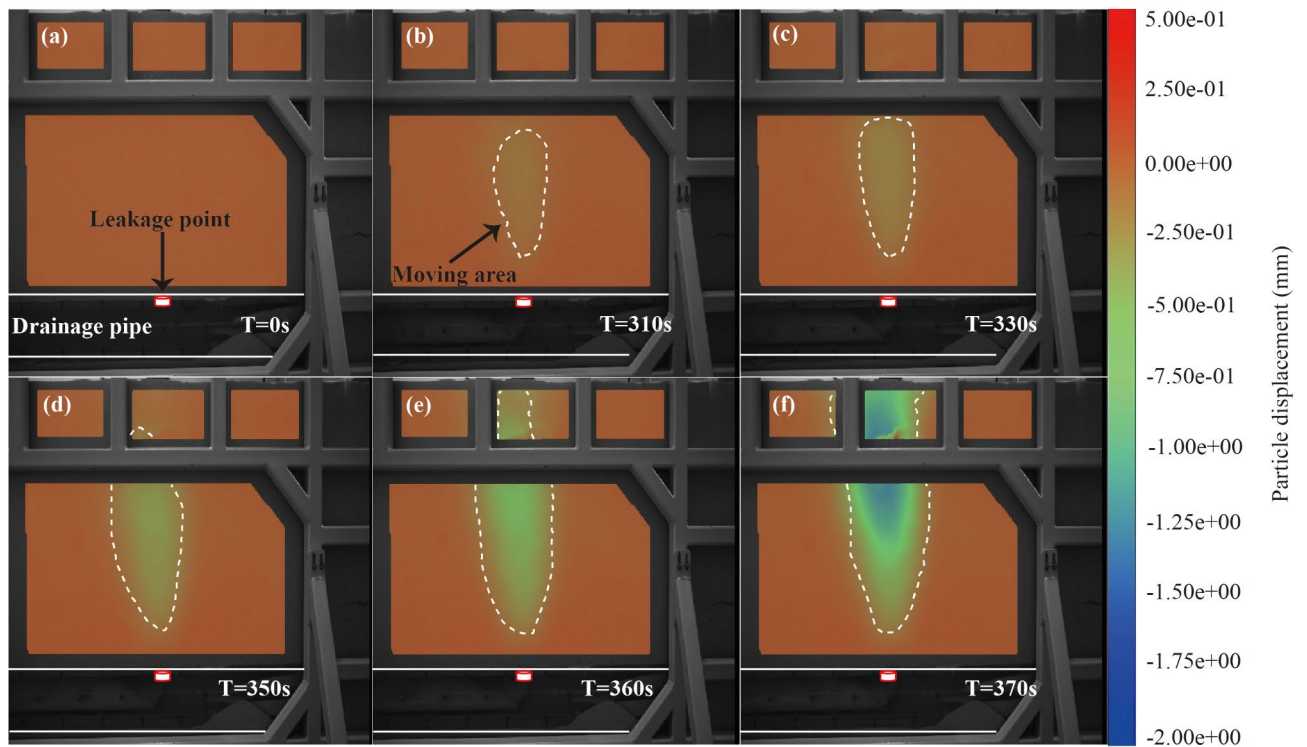 (a)
(b)
(c)
Leakage point
Moving area
Drainage pipe
T=0s
T=310s
T=330s
(d)
(e)
(f)
T=350s
T=360s
T=370s
5.00e-01
2.50e-01
0.00e+00
-2.50e-01
-5.00e-01
-7.50e-01
-1.00e+00
-1.25e+00
-1.50e+00
-1.75e+00
-2.00e+00
Particle displacement (mm)